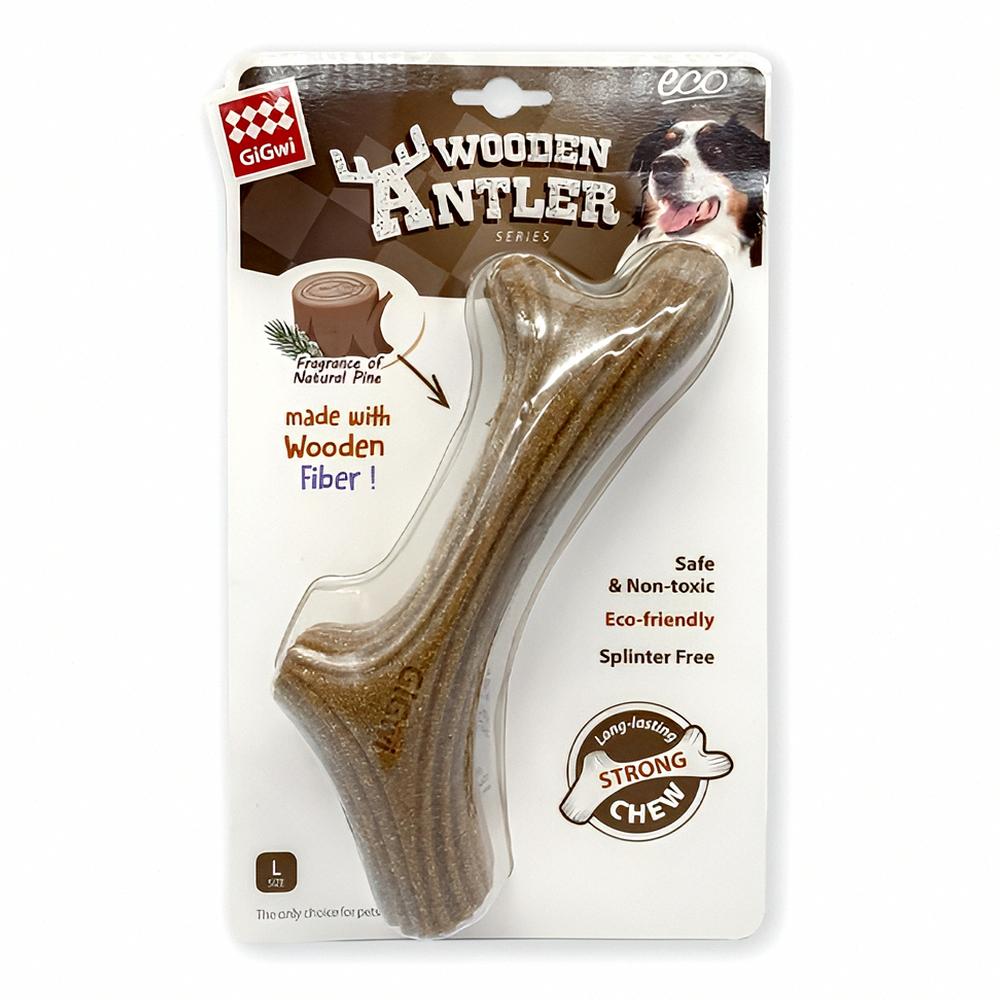 GiGwi
eco
WOODEN
ANTLER
SERIES
Fragrance of
Natural Pine
made with
Wooden
Fiber !
Safe
& Non-toxic
Eco-friendly
Splinter Free
GiGwi
Long-lasting
STRONG
CHEW
L
SIZE
The only choice for pets